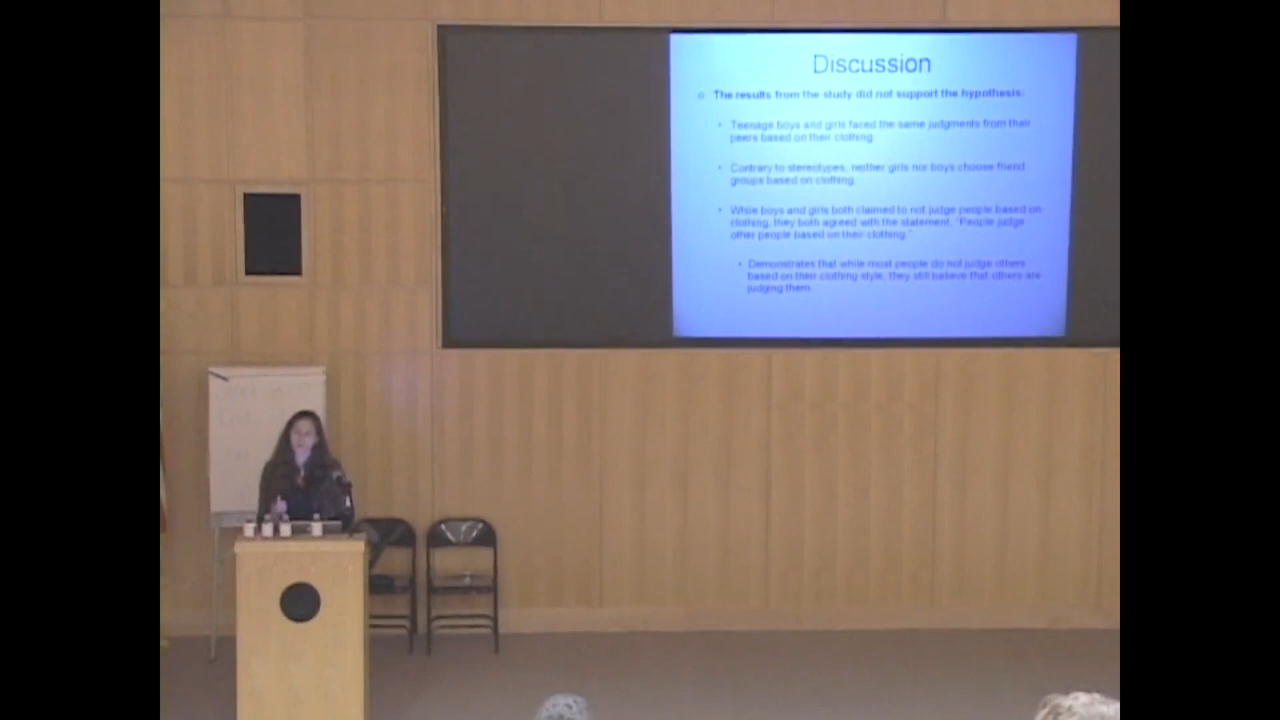 Discussion
The results from the study did not support the hypothesis:
Teenage boys and girls faced the same judgments from their
peers based on their clothing.
Contrary to stereotypes, neither girls nor boys choose friend
groups based on clothing.
While boys and girls both claimed to not judge people based on
clothing, they both agreed with the statement, “People judge
other people based on their clothing.”
Demonstrates that while most people do not judge others
based on their clothing style, they still believe that others are
judging them.